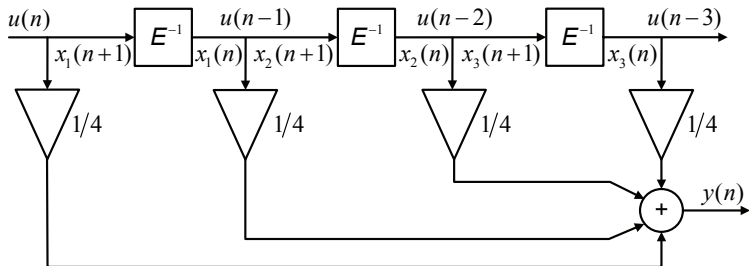 u(n) u(n−1) u(n−2) u(n−3)
E⁻¹ E⁻¹ E⁻¹
x₁(n+1) x₁(n) x₂(n+1) x₂(n) x₃(n+1) x₃(n)
1/4 1/4 1/4 1/4
y(n)
+